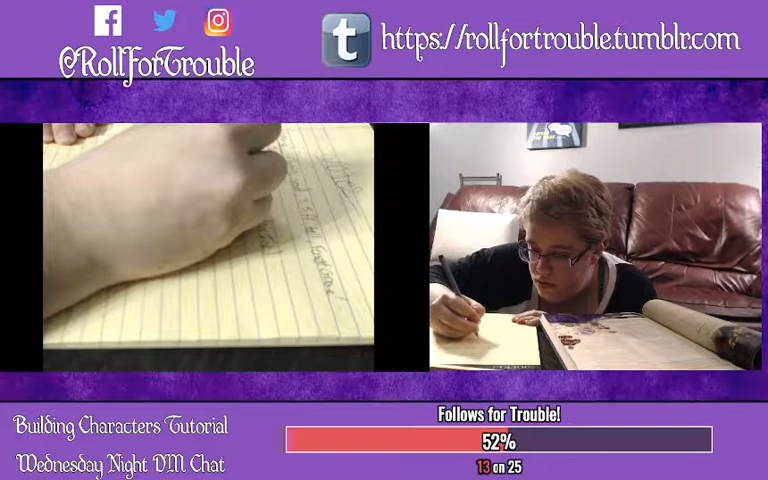 f
t
https://rollfortrouble.tumblr.com
@RollForTrouble
Building Characters Tutorial
Wednesday Night DM Chat
Follows for Trouble!
52%
13 on 25